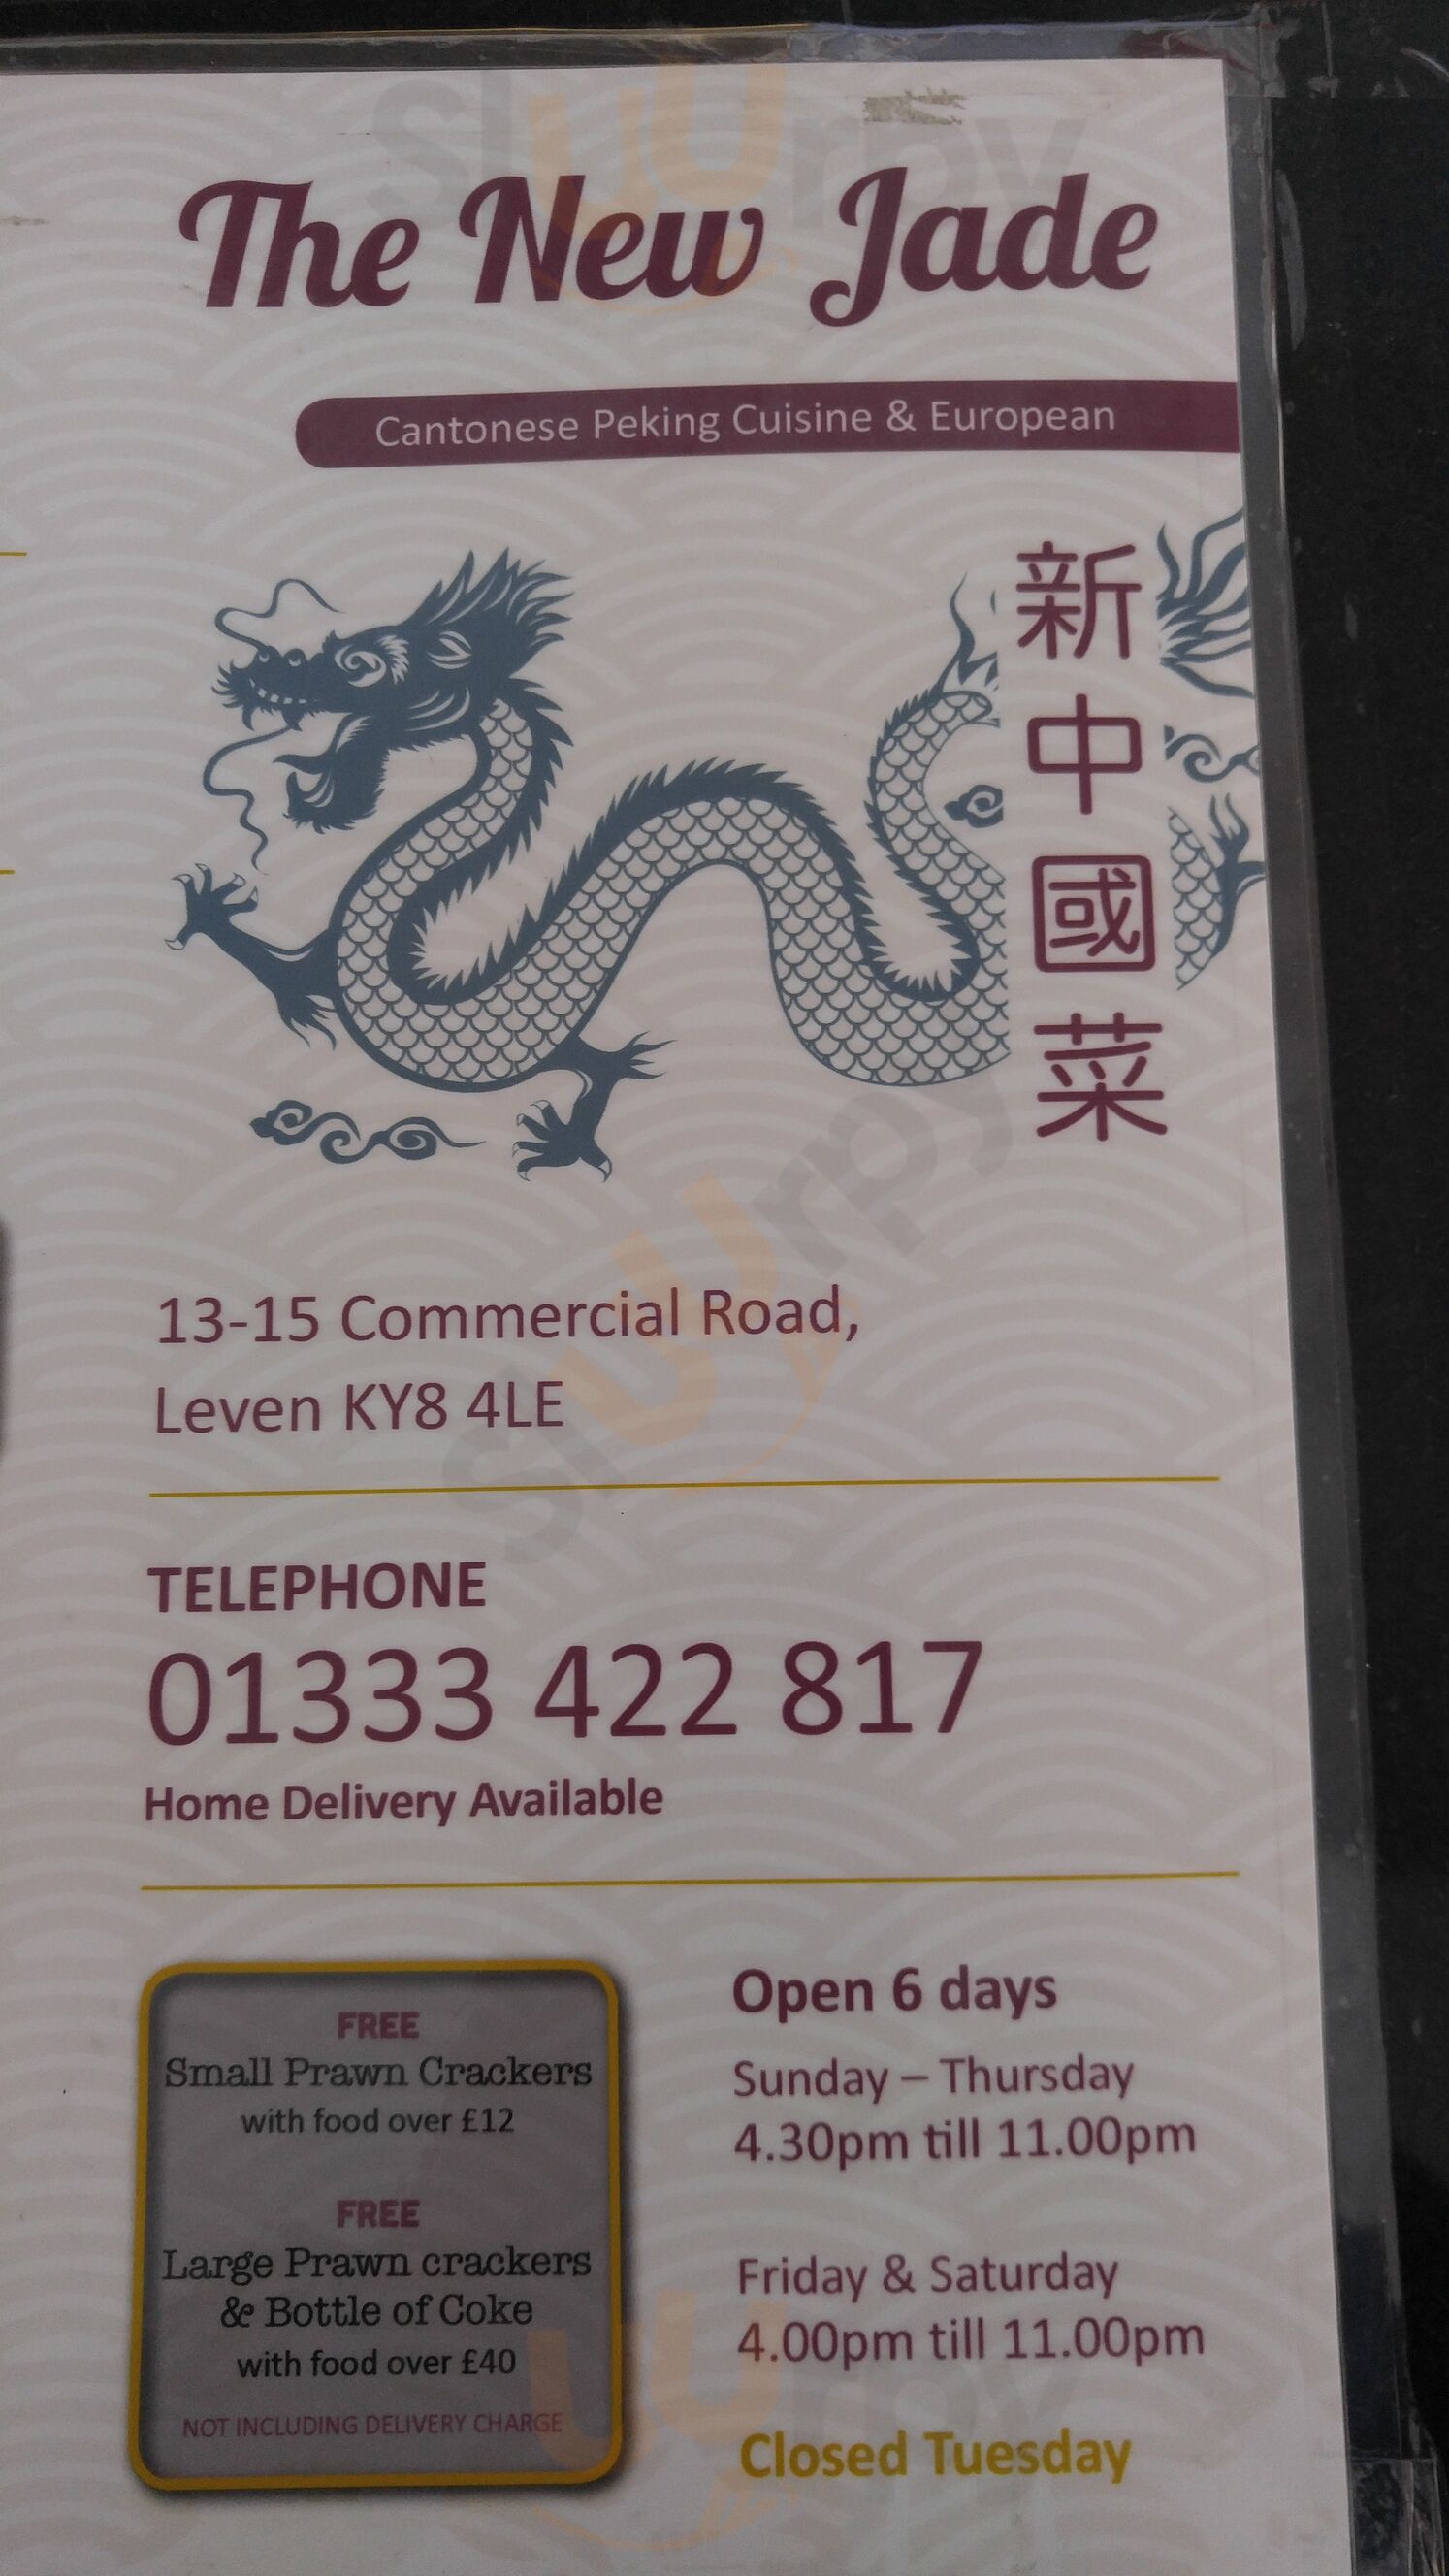 The New Jade
Cantonese Peking Cuisine & European
新
中
國
菜
13-15 Commercial Road,
Leven KY8 4LE
TELEPHONE
01333 422 817
Home Delivery Available
FREE
Small Prawn Crackers
with food over £12
FREE
Large Prawn crackers
& Bottle of Coke
with food over £40
NOT INCLUDING DELIVERY CHARGE
Open 6 days
Sunday – Thursday
4.30pm till 11.00pm
Friday & Saturday
4.00pm till 11.00pm
Closed Tuesday
slurpy
slurpy
slurpy